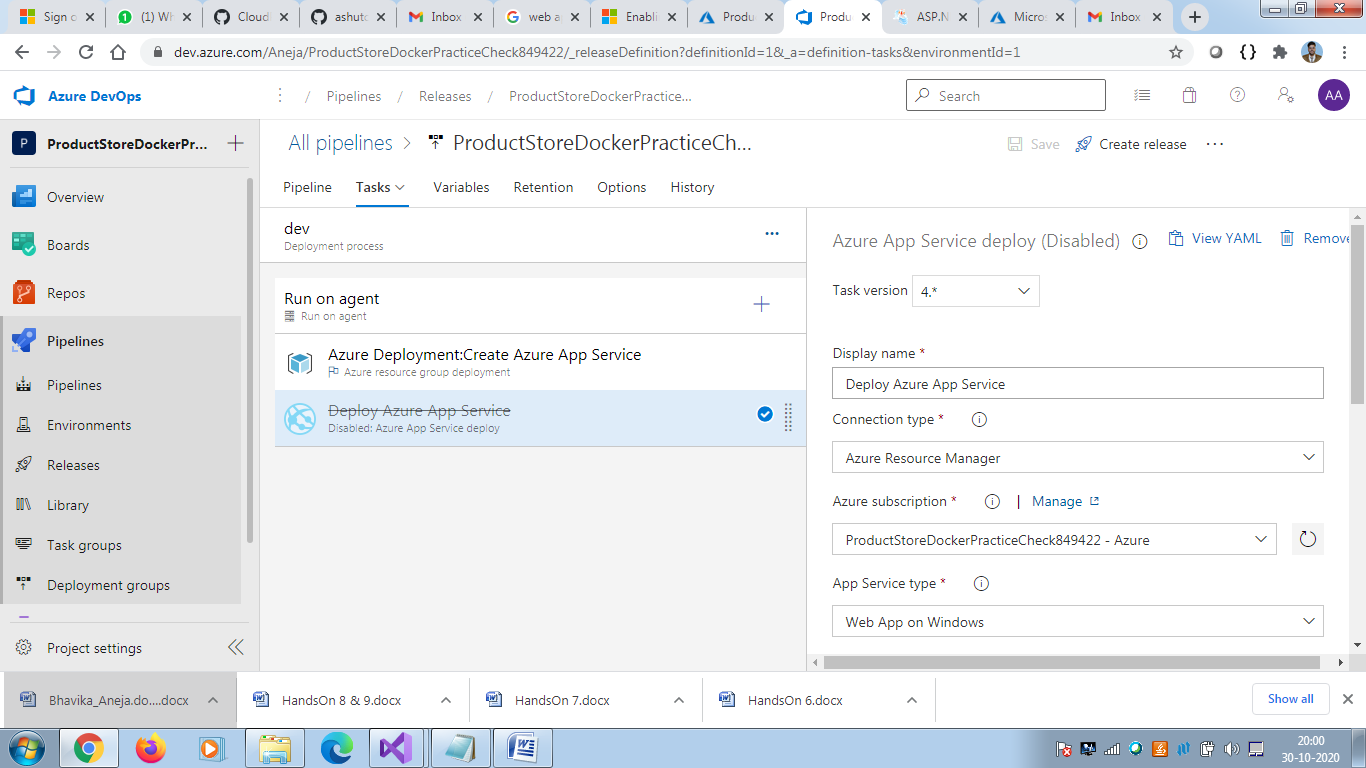 Sign o
(1) Wh
Cloudl
ashuto
Inbox
web a
Enabli
Produ
Produ
ASP.N
Micros
Inbox
dev.azure.com/Aneja/ProductStoreDockerPracticeCheck849422/_releaseDefinition?definitionId=1&_a=definition-tasks&environmentId=1
Azure DevOps
/ Pipelines / Releases / ProductStoreDockerPractice...
Search
AA
P ProductStoreDockerPr...
Overview
Boards
Repos
Pipelines
Pipelines
Environments
Releases
Library
Task groups
Deployment groups
Project settings
All pipelines > ProductStoreDockerPracticeCh...
Save
Create release
Pipeline Tasks Variables Retention Options History
dev
Deployment process
Run on agent
Run on agent
Azure Deployment:Create Azure App Service
Azure resource group deployment
Deploy Azure App Service
Disabled: Azure App Service deploy
Azure App Service deploy (Disabled)
View YAML
Remove
Task version 4.*
Display name *
Deploy Azure App Service
Connection type *
Azure Resource Manager
Azure subscription * | Manage
ProductStoreDockerPracticeCheck849422 - Azure
App Service type *
Web App on Windows
Bhavika_Aneja.do....docx
HandsOn 8 & 9.docx
HandsOn 7.docx
HandsOn 6.docx
Show all
20:00
30-10-2020